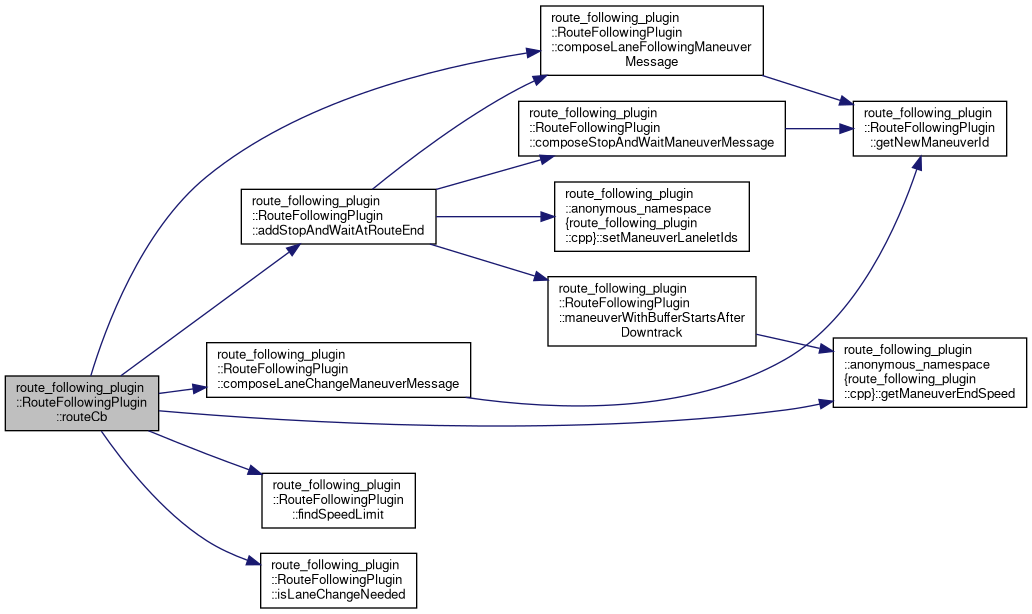 route_following_plugin
::RouteFollowingPlugin
::composeLaneFollowingManeuver
Message
route_following_plugin
::RouteFollowingPlugin
::composeStopAndWaitManeuverMessage
route_following_plugin
::RouteFollowingPlugin
::getNewManeuverId
route_following_plugin
::RouteFollowingPlugin
::addStopAndWaitAtRouteEnd
route_following_plugin
::anonymous_namespace
{route_following_plugin
::cpp}::setManeuverLaneletIds
route_following_plugin
::RouteFollowingPlugin
::maneuverWithBufferStartsAfter
Downtrack
route_following_plugin
::RouteFollowingPlugin
::composeLaneChangeManeuverMessage
route_following_plugin
::anonymous_namespace
{route_following_plugin
::cpp}::getManeuverEndSpeed
route_following_plugin
::RouteFollowingPlugin
::routeCb
route_following_plugin
::RouteFollowingPlugin
::findSpeedLimit
route_following_plugin
::RouteFollowingPlugin
::isLaneChangeNeeded